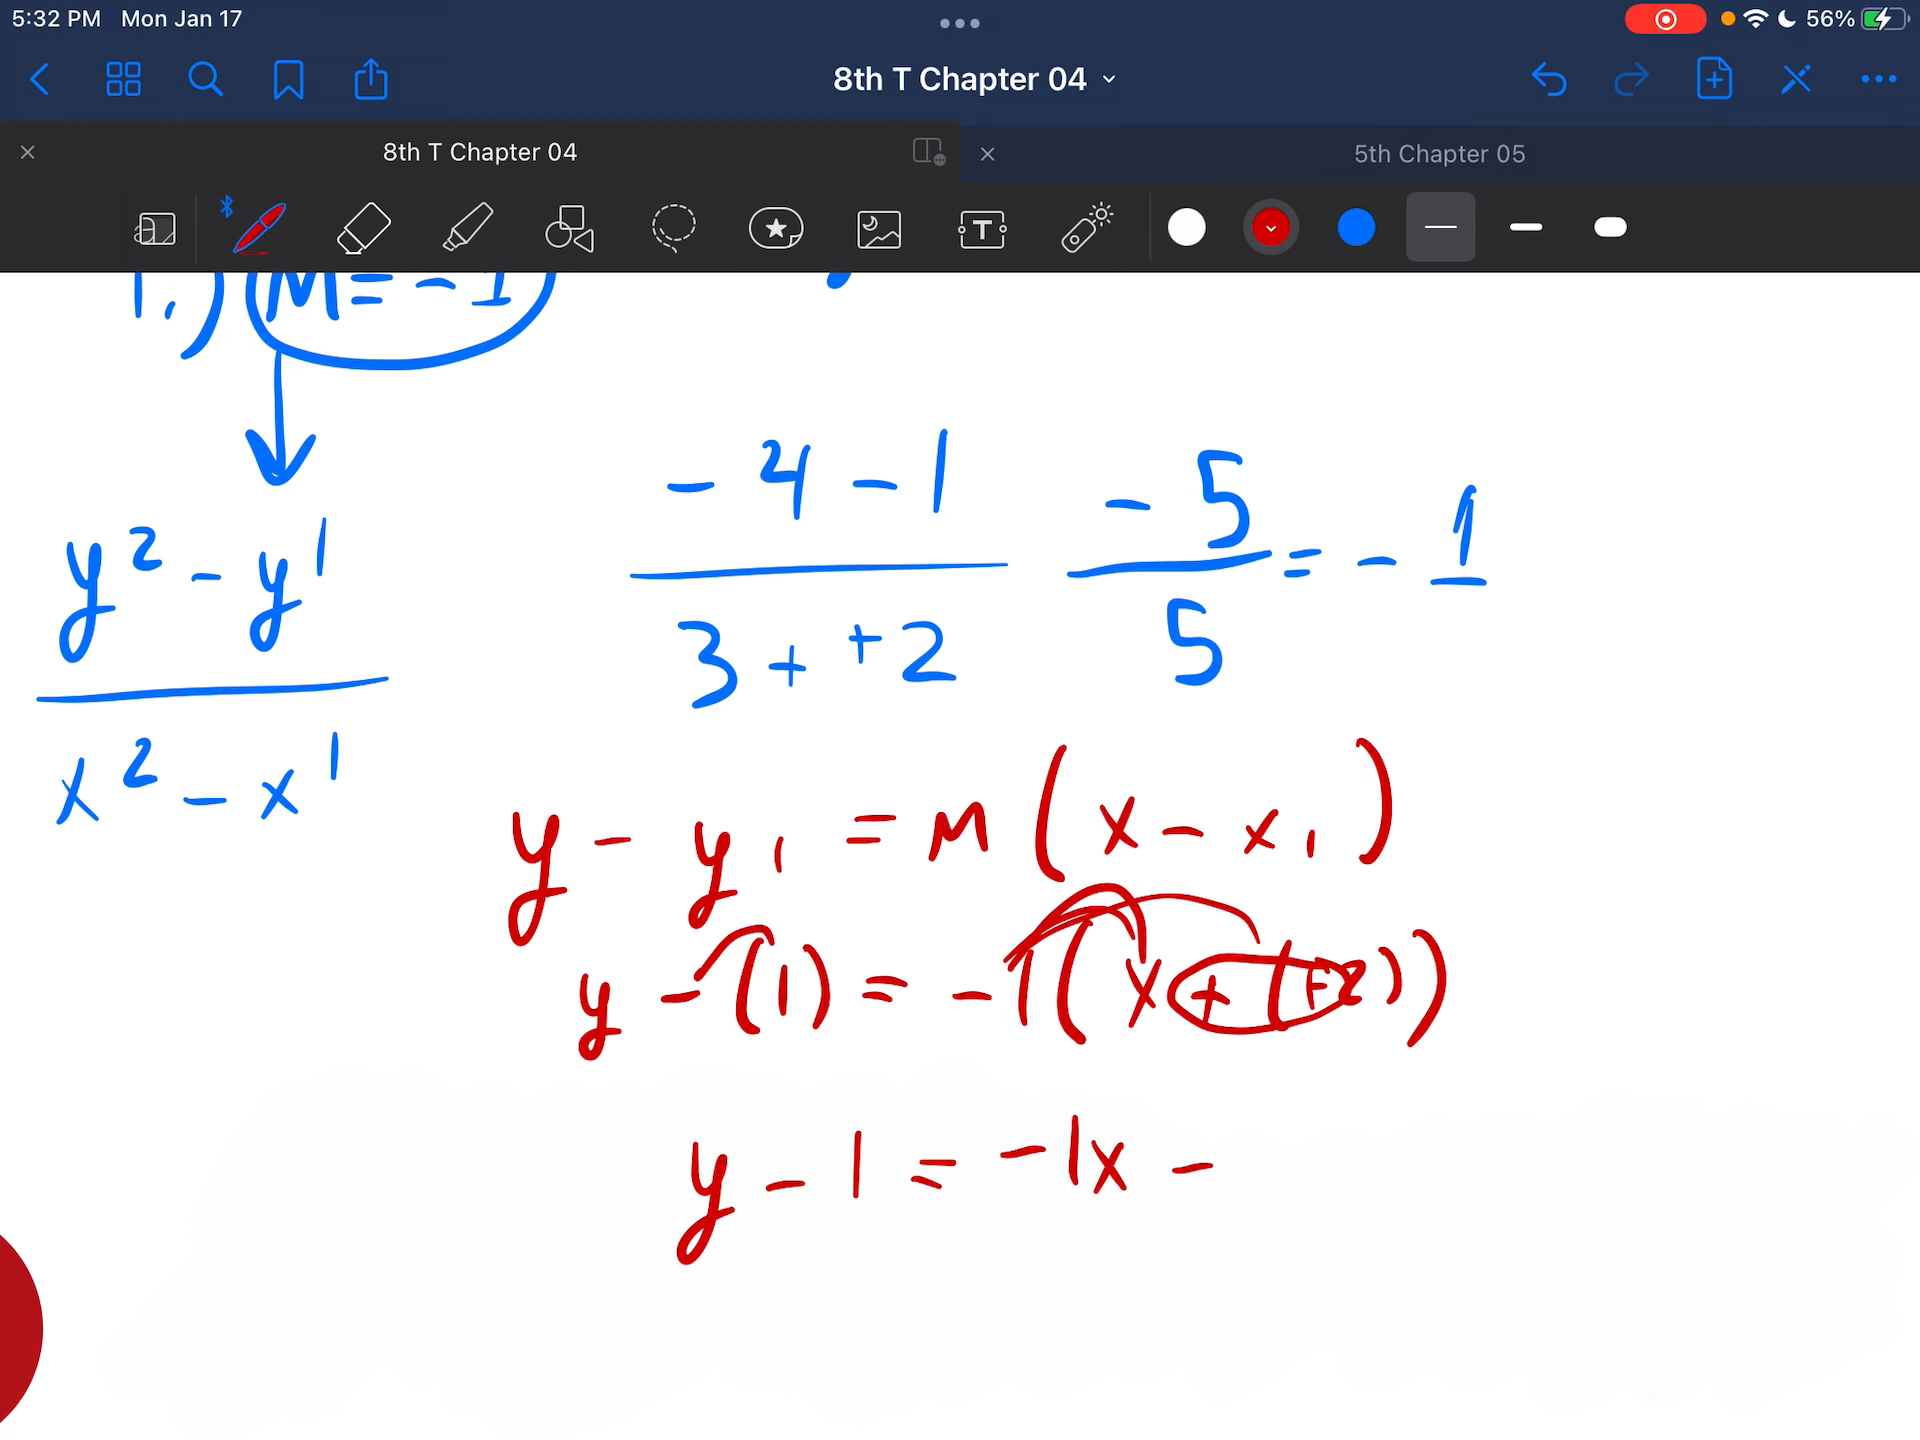 5:32 PM Mon Jan 17
56%
8th T Chapter 04
8th T Chapter 04
5th Chapter 05
T
1.) M = -1
-4 - 1
-5
= - 1
3 + +2
5
y² - y¹
x² - x¹
y - y₁ = M (x - x₁)
y - (1) = -1(x + (+2))
y - 1 = -1x -